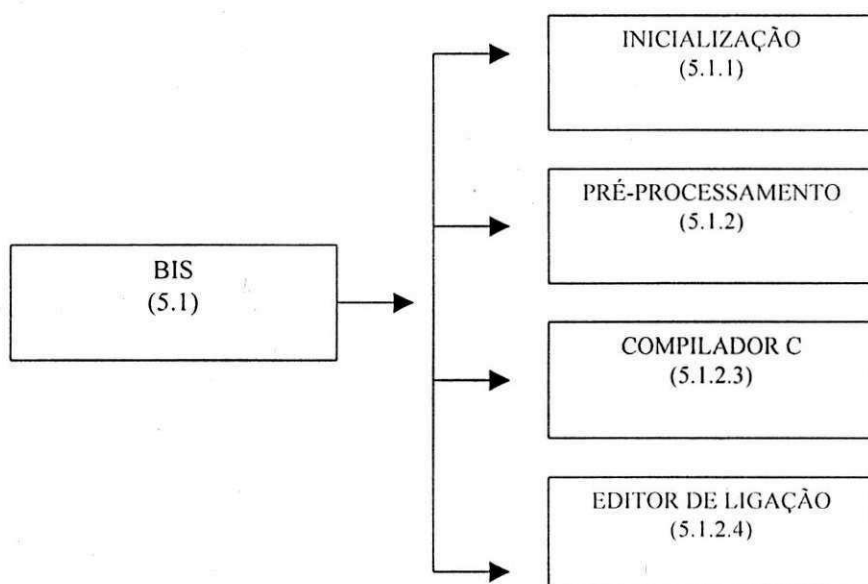 INICIALIZAÇÃO
(5.1.1)
PRÉ-PROCESSAMENTO
(5.1.2)
BIS
(5.1)
COMPILADOR C
(5.1.2.3)
EDITOR DE LIGAÇÃO
(5.1.2.4)